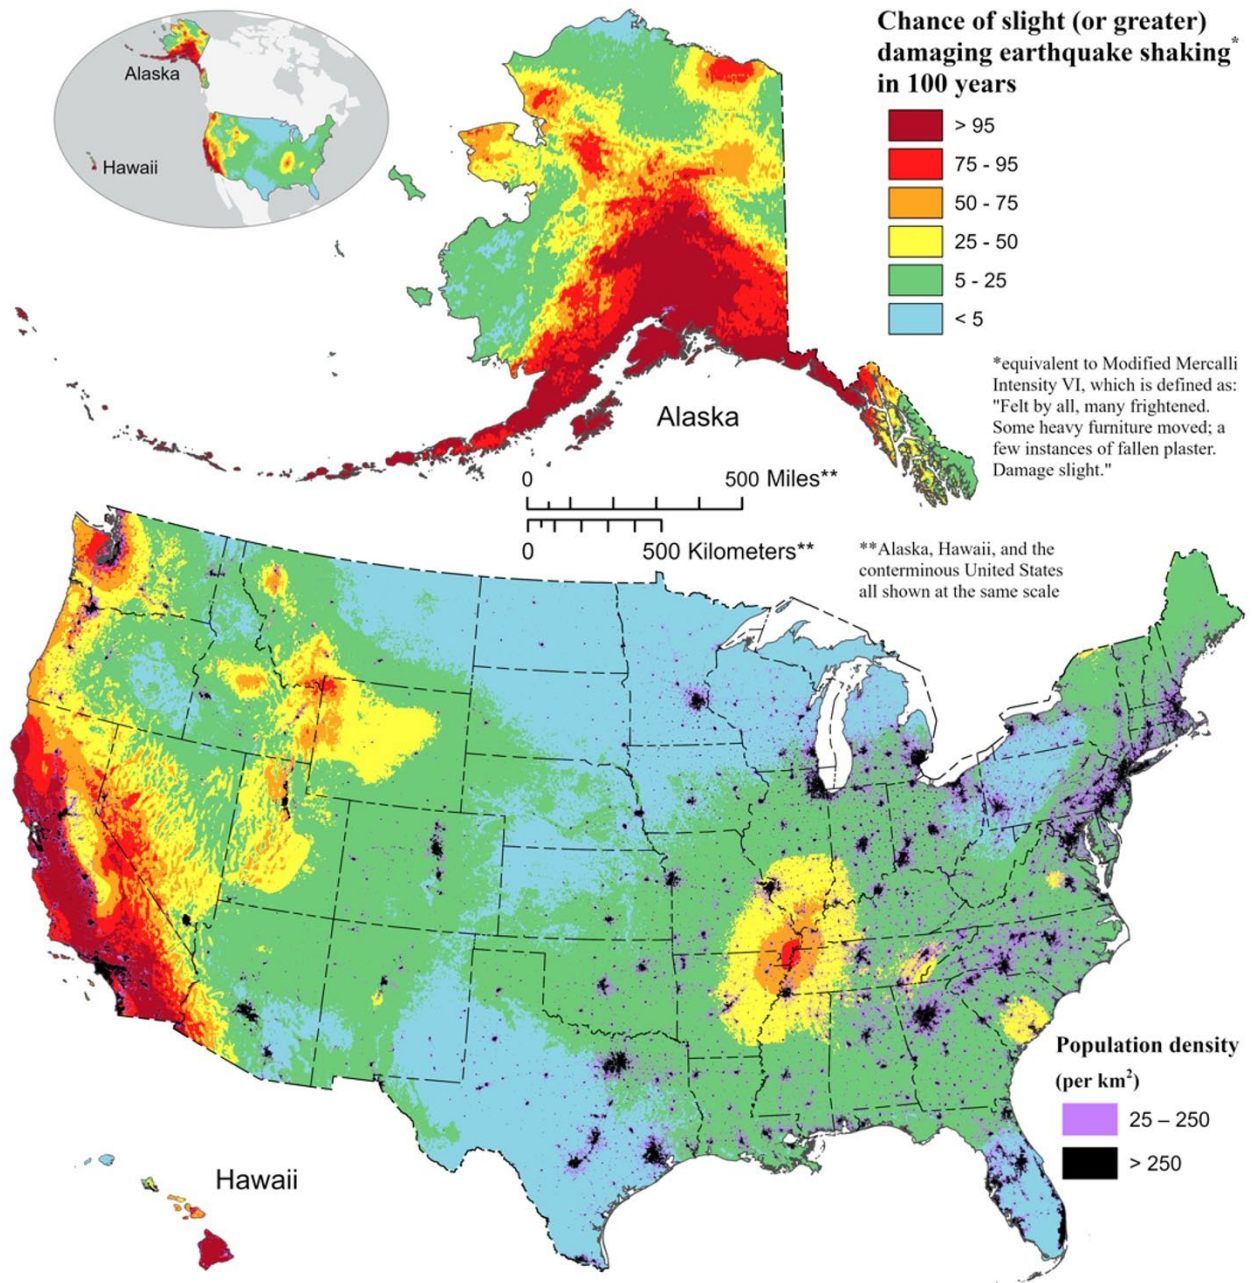 Alaska
Hawaii
Chance of slight (or greater)
damaging earthquake shaking*
in 100 years
> 95
75 - 95
50 - 75
25 - 50
5 - 25
< 5
*equivalent to Modified Mercalli
Intensity VI, which is defined as:
"Felt by all, many frightened.
Some heavy furniture moved; a
few instances of fallen plaster.
Damage slight."
Alaska
0 500 Miles**
0 500 Kilometers**
**Alaska, Hawaii, and the
conterminous United States
all shown at the same scale
Population density
(per km²)
25 – 250
> 250
Hawaii